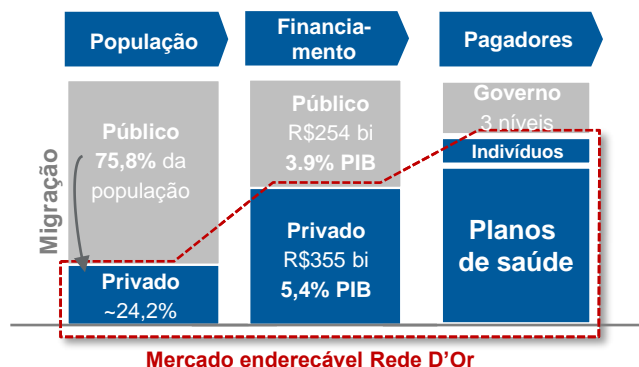 População
Financia-
mento
Pagadores
Público
75,8% da
população
Migração
Privado
~24,2%
Público
R$254 bi
3.9% PIB
Privado
R$355 bi
5,4% PIB
Governo
3 níveis
Indivíduos
Planos
de saúde
Mercado enderecável Rede D’Or